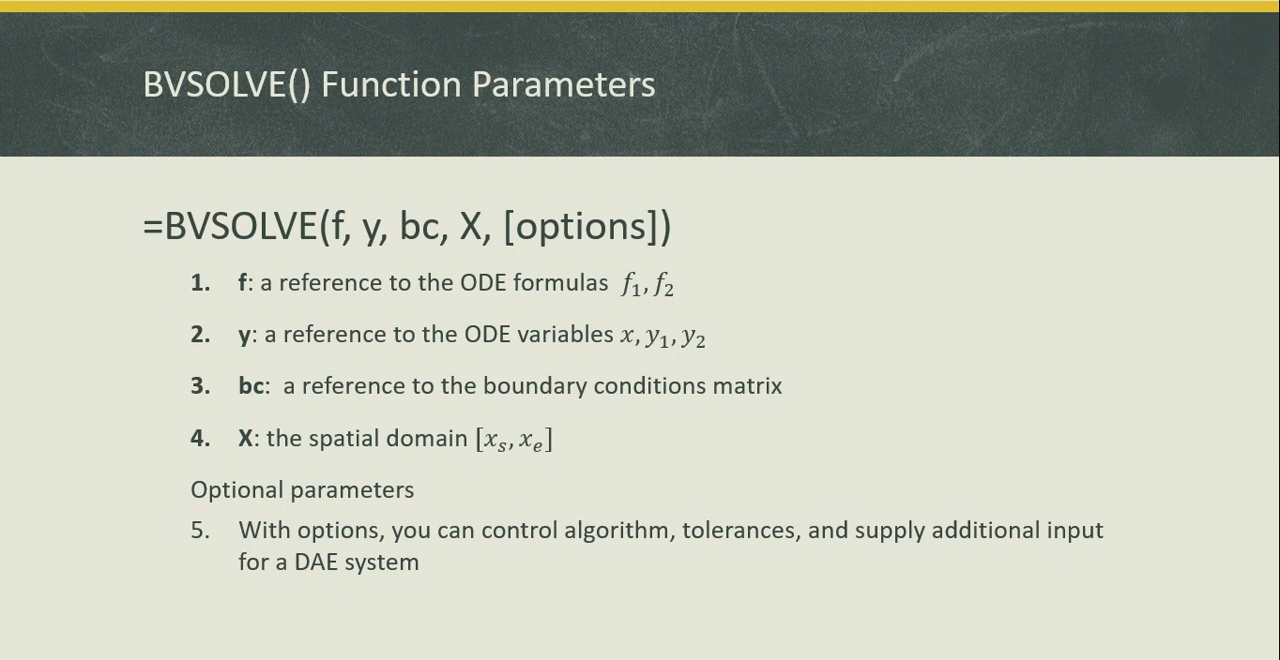 BVSOLVE() Function Parameters
=BVSOLVE(f, y, bc, X, [options])
1. f: a reference to the ODE formulas f₁, f₂
2. y: a reference to the ODE variables x, y₁, y₂
3. bc: a reference to the boundary conditions matrix
4. X: the spatial domain [xₛ, xₑ]
Optional parameters
5. With options, you can control algorithm, tolerances, and supply additional input
for a DAE system